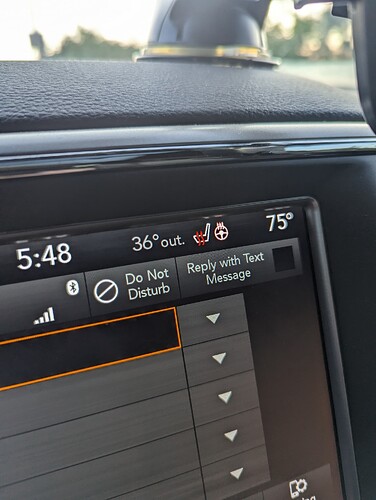 5:48
36° out.
75°
Do Not
Disturb
Reply with Text
Message